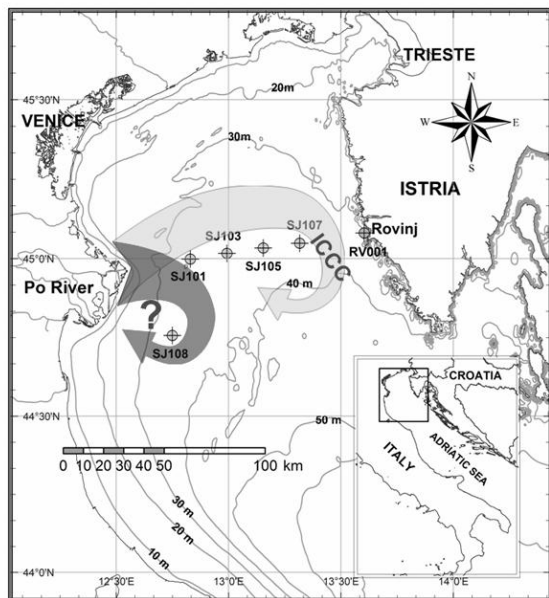 TRIESTE
20m
45°30'N
VENICE
N
W E
S
30m
ISTRIA
SJ103 SJ107 Rovinj
ICCC
RV001
45°0'N
SJ101 SJ105
Po River
40 m
?
SJ108
CROATIA
44°30'N
50 m
ITALY
ADRIATIC SEA
0 10 20 30 40 50 100 km
30 m
20 m
10 m
44°0'N
12°30'E 13°0'E 13°30'E 14°0'E